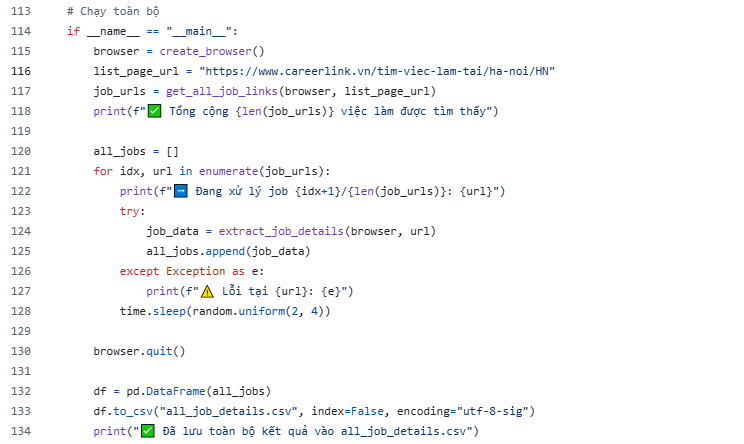 113 # Chạy toàn bộ
114 if __name__ == "__main__":
115     browser = create_browser()
116     list_page_url = "https://www.careerlink.vn/tim-viec-lam-tai/ha-noi/HN"
117     job_urls = get_all_job_links(browser, list_page_url)
118     print(f"✅ Tổng cộng {len(job_urls)} việc làm được tìm thấy")
119
120     all_jobs = []
121     for idx, url in enumerate(job_urls):
122         print(f"➡️ Đang xử lý job {idx+1}/{len(job_urls)}: {url}")
123         try:
124             job_data = extract_job_details(browser, url)
125             all_jobs.append(job_data)
126         except Exception as e:
127             print(f"⚠️ Lỗi tại {url}: {e}")
128         time.sleep(random.uniform(2, 4))
129
130     browser.quit()
131
132     df = pd.DataFrame(all_jobs)
133     df.to_csv("all_job_details.csv", index=False, encoding="utf-8-sig")
134     print("✅ Đã lưu toàn bộ kết quả vào all_job_details.csv")